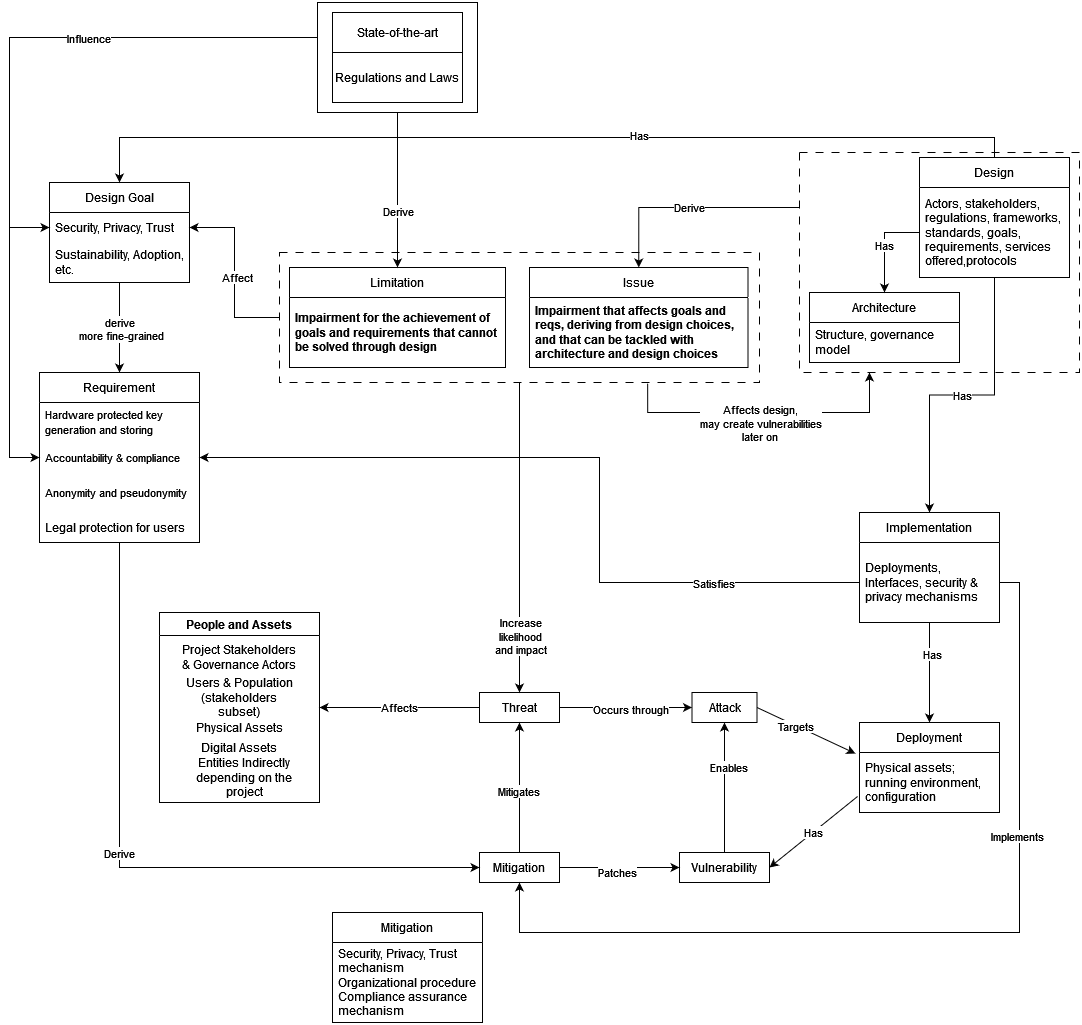 State-of-the-art
Influence
Regulations and Laws
Has
Design
Design Goal
Actors, stakeholders,
regulations, frameworks,
standards, goals,
requirements, services
offered,protocols
Derive
Derive
Security, Privacy, Trust
Sustainability, Adoption,
etc.
Has
Affect
Limitation
Issue
Architecture
Impairment for the achievement of
goals and requirements that cannot
be solved through design
Impairment that affects goals and
reqs, deriving from design choices,
and that can be tackled with
architecture and design choices
Structure, governance
model
derive
more fine-grained
Requirement
Has
Hardware protected key
generation and storing
Affects design,
may create vulnerabilities
later on
Accountability & compliance
Anonymity and pseudonymity
Legal protection for users
Implementation
Deployments,
Interfaces, security &
privacy mechanisms
Satisfies
People and Assets
Increase
likelihood
and impact
Project Stakeholders
& Governance Actors
Has
Users & Population
(stakeholders
subset)
Physical Assets
Digital Assets
Entities Indirectly
depending on the
project
Affects
Threat
Occurs through
Attack
Targets
Deployment
Physical assets;
running environment,
configuration
Enables
Mitigates
Has
Implements
Derive
Mitigation
Patches
Vulnerability
Mitigation
Security, Privacy, Trust
mechanism
Organizational procedure
Compliance assurance
mechanism